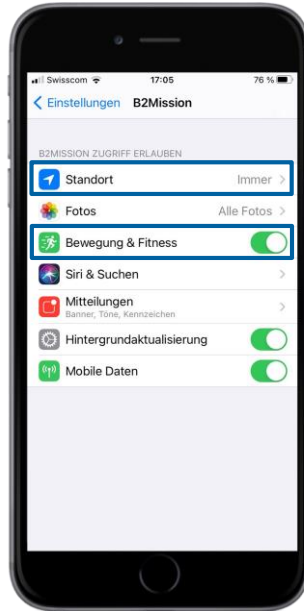 Swisscom 17:05 76 %
Einstellungen B2Mission
B2MISSION ZUGRIFF ERLAUBEN
Standort Immer
Fotos Alle Fotos
Bewegung & Fitness
Siri & Suchen
Mitteilungen
Banner, Töne, Kennzeichen
Hintergrundaktualisierung
Mobile Daten